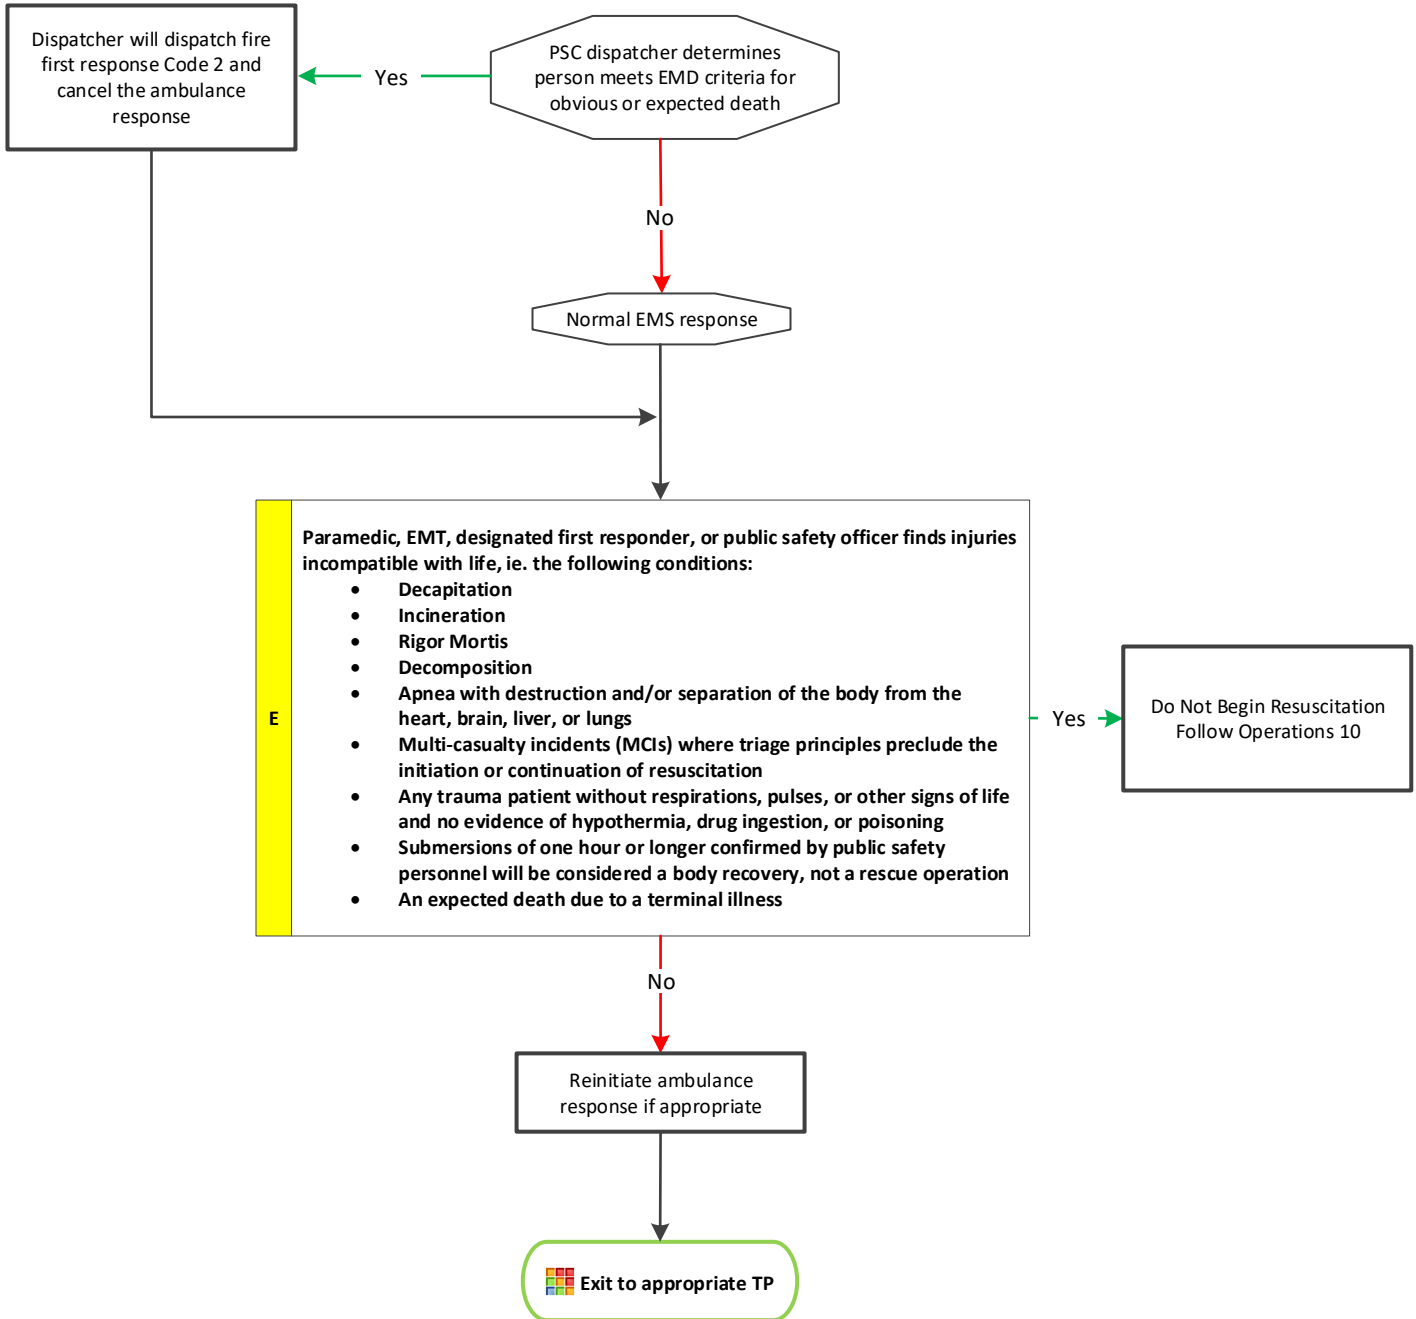 Dispatcher will dispatch fire
first response Code 2 and
cancel the ambulance
response
Yes
PSC dispatcher determines
person meets EMD criteria for
obvious or expected death
No
Normal EMS response
E
Paramedic, EMT, designated first responder, or public safety officer finds injuries
incompatible with life, ie. the following conditions:
• Decapitation
• Incineration
• Rigor Mortis
• Decomposition
• Apnea with destruction and/or separation of the body from the
heart, brain, liver, or lungs
• Multi-casualty incidents (MCIs) where triage principles preclude the
initiation or continuation of resuscitation
• Any trauma patient without respirations, pulses, or other signs of life
and no evidence of hypothermia, drug ingestion, or poisoning
• Submersions of one hour or longer confirmed by public safety
personnel will be considered a body recovery, not a rescue operation
• An expected death due to a terminal illness
Yes
Do Not Begin Resuscitation
Follow Operations 10
No
Reinitiate ambulance
response if appropriate
Exit to appropriate TP